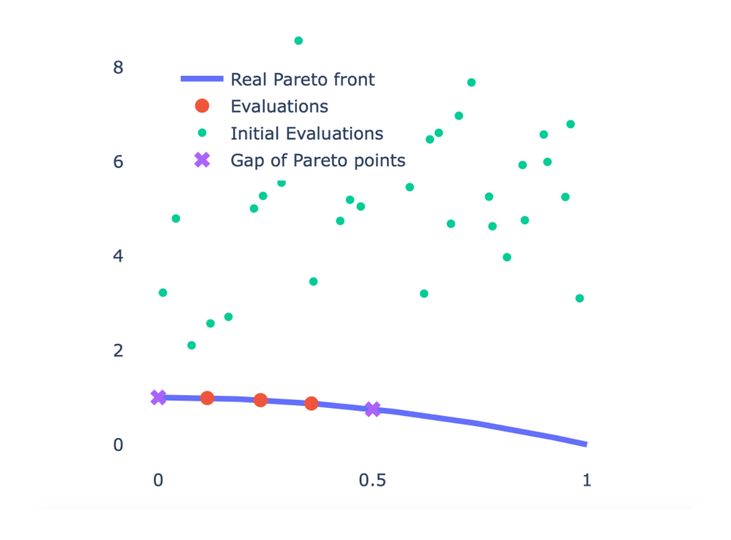 8
Real Pareto front
Evaluations
Initial Evaluations
6
Gap of Pareto points
4
2
0
0 0.5 1